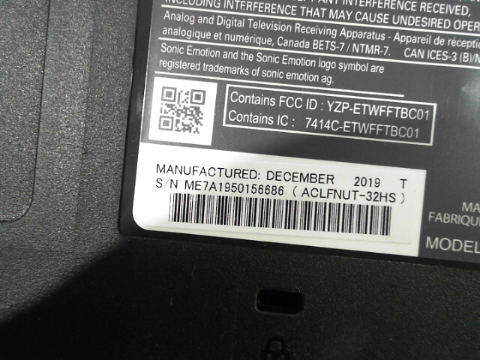 INCLUDING INTERFERENCE THAT MAY CAUSE UNDESIRED OPER
Analog and Digital Television Receiving Apparatus - Appareil de récepti
analogique et numérique, Canada BETS-7 / NTMR-7. CAN ICES-3 (B)/N
Sonic Emotion and the Sonic Emotion logo symbol are
registered trademarks of sonic emotion ag.
Contains FCC ID : YZP-ETWFFTBC01
Contains IC : 7414C-ETWFFTBC01
MANUFACTURED: DECEMBER 2019 T
S/N ME7A1950156686 ( ACLFNUT-32HS )
MA
FABRIQU
MODEL